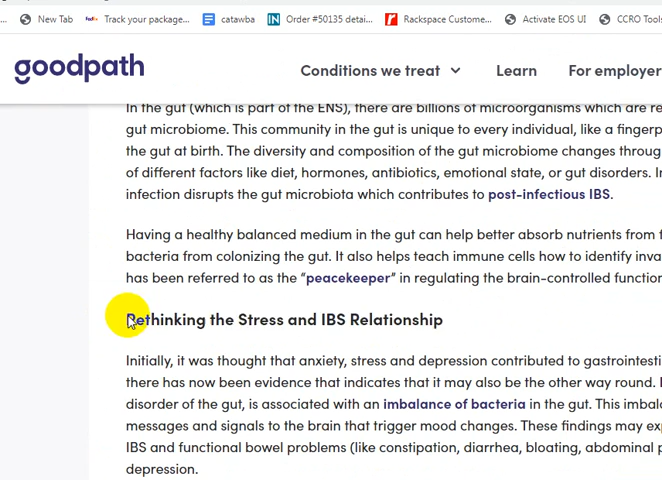 New Tab Track your package... catawba Order #50135 detai... Rackspace Custome... Activate EOS UI CCRO Tools
goodpath Conditions we treat Learn For employer
In the gut (which is part of the ENS), there are billions of microorganisms which are re
gut microbiome. This community in the gut is unique to every individual, like a fingerp
the gut at birth. The diversity and composition of the gut microbiome changes throug
of different factors like diet, hormones, antibiotics, emotional state, or gut disorders. I
infection disrupts the gut microbiota which contributes to post-infectious IBS.
Having a healthy balanced medium in the gut can help better absorb nutrients from f
bacteria from colonizing the gut. It also helps teach immune cells how to identify inva
has been referred to as the “peacekeeper” in regulating the brain-controlled function
Rethinking the Stress and IBS Relationship
Initially, it was thought that anxiety, stress and depression contributed to gastrointesti
there has now been evidence that indicates that it may also be the other way round. I
disorder of the gut, is associated with an imbalance of bacteria in the gut. This imbal
messages and signals to the brain that trigger mood changes. These findings may exp
IBS and functional bowel problems (like constipation, diarrhea, bloating, abdominal p
depression.